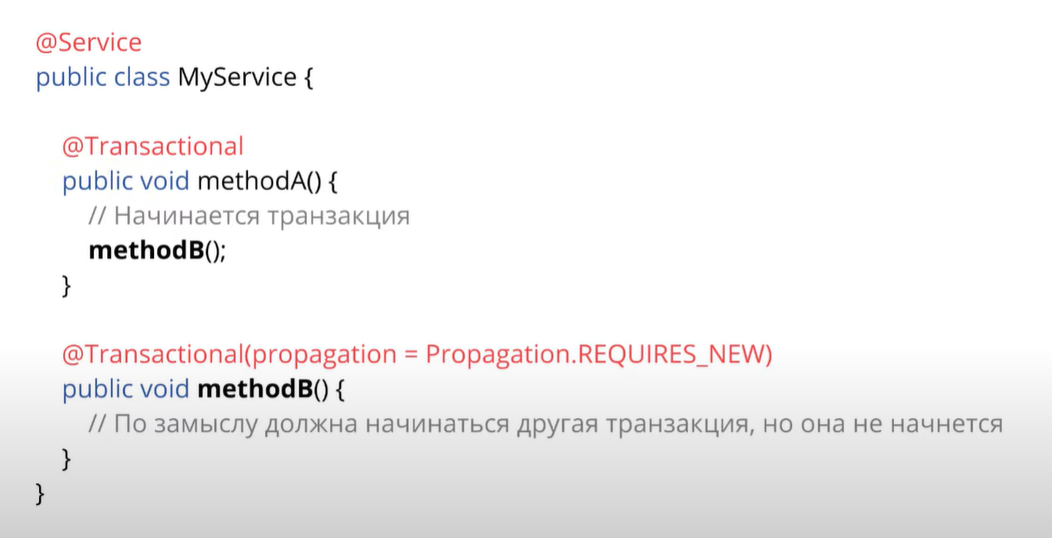 @Service
public class MyService {
@Transactional
public void methodA() {
// Начинается транзакция
methodB();
}
@Transactional(propagation = Propagation.REQUIRES_NEW)
public void methodB() {
// По замыслу должна начинаться другая транзакция, но она не начнется
}
}